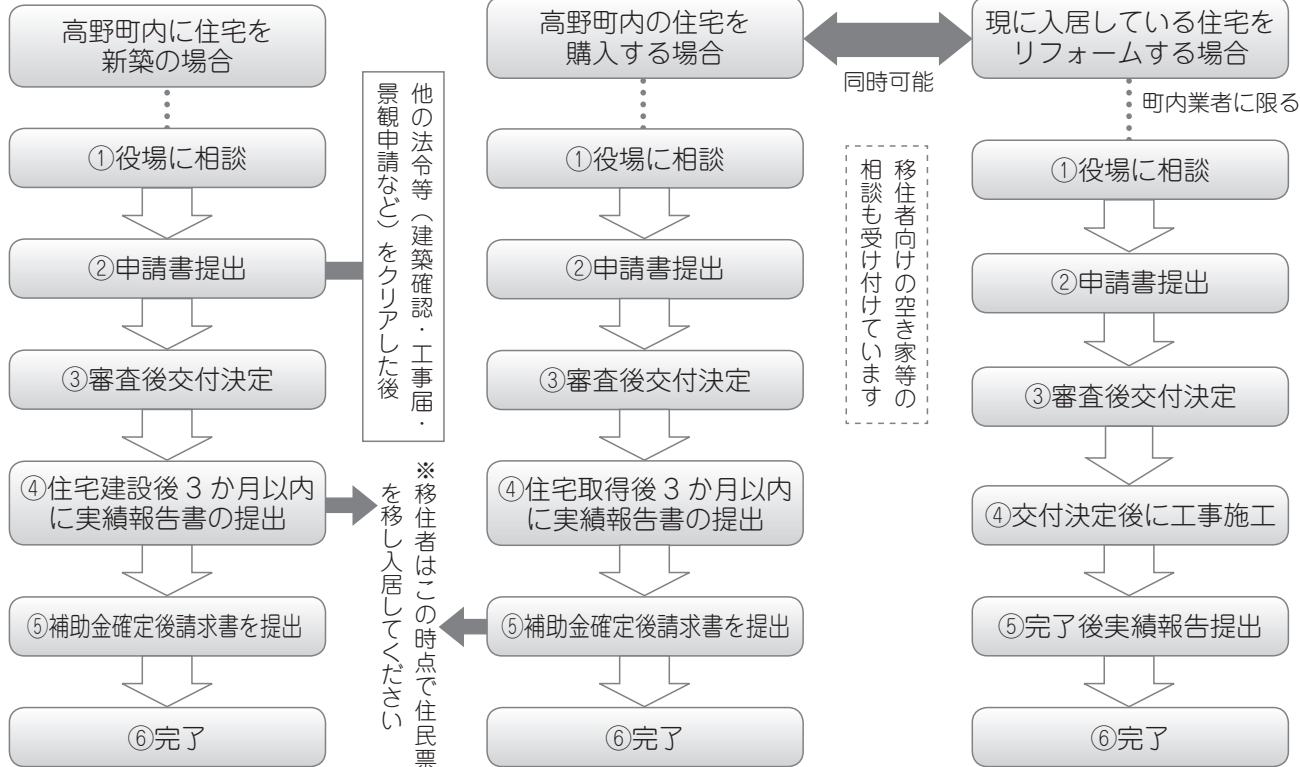 高野町内に住宅を
新築の場合
①役場に相談
②申請書提出
他の法令等（建築確認・工事届・
景観申請など）をクリアした後
③審査後交付決定
④住宅建設後３か月以内
に実績報告書の提出
※移住者はこの時点で住民票
を移し入居してください
⑤補助金確定後請求書を提出
⑥完了
高野町内の住宅を
購入する場合
①役場に相談
②申請書提出
③審査後交付決定
④住宅取得後３か月以内
に実績報告書の提出
⑤補助金確定後請求書を提出
⑥完了
同時可能
移住者向けの空き家等の
相談も受け付けています
現に入居している住宅を
リフォームする場合
町内業者に限る
①役場に相談
②申請書提出
③審査後交付決定
④交付決定後に工事施工
⑤完了後実績報告提出
⑥完了